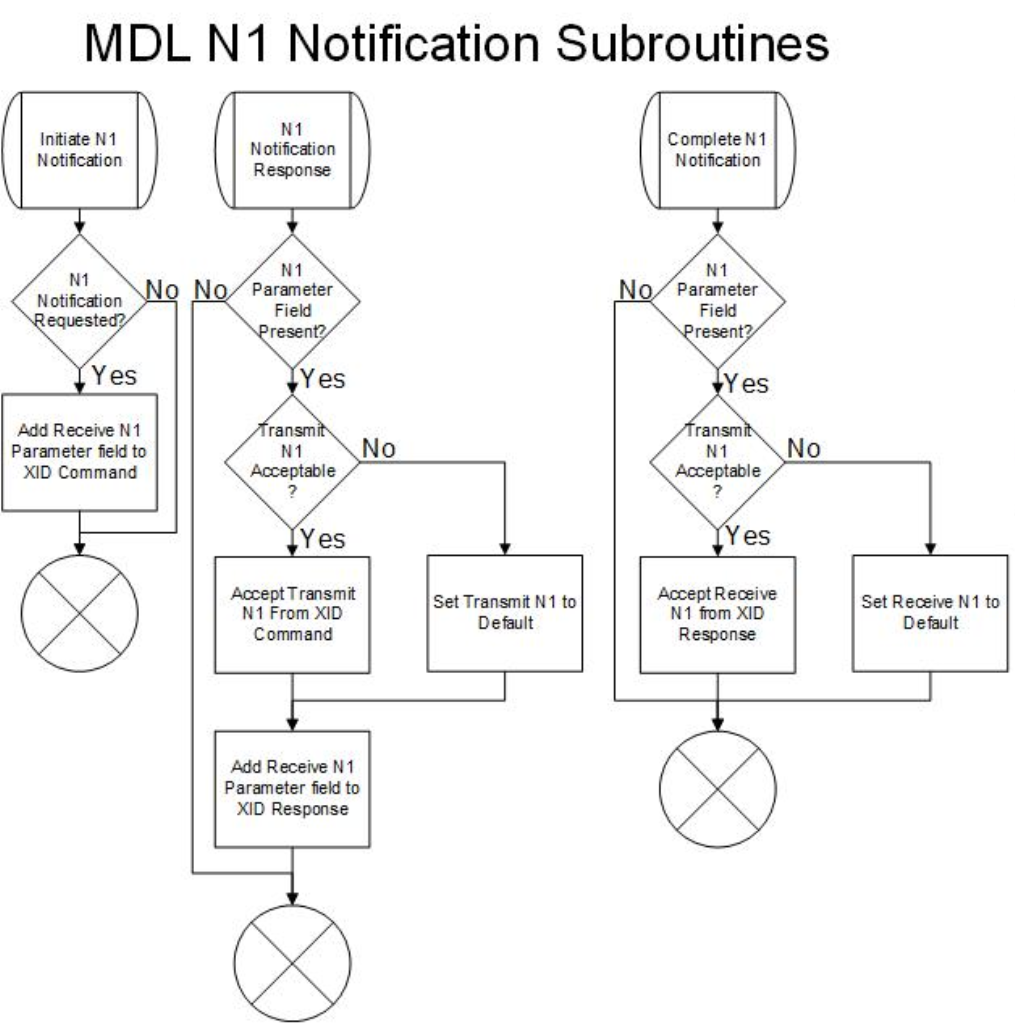 MDL N1 Notification Subroutines
Initiate N1
Notification
N1
Notification
Requested?
No
Yes
Add Receive N1
Parameter field to
XID Command
N1
Notification
Response
No
N1
Parameter
Field
Present?
Yes
Transmit
N1
Acceptable
?
No
Yes
Accept Transmit
N1 From XID
Command
Set Transmit N1 to
Default
Add Receive N1
Parameter field to
XID Response
Complete N1
Notification
No
N1
Parameter
Field
Present?
Yes
Transmit
N1
Acceptable
?
No
Yes
Accept Receive
N1 from XID
Response
Set Receive N1 to
Default